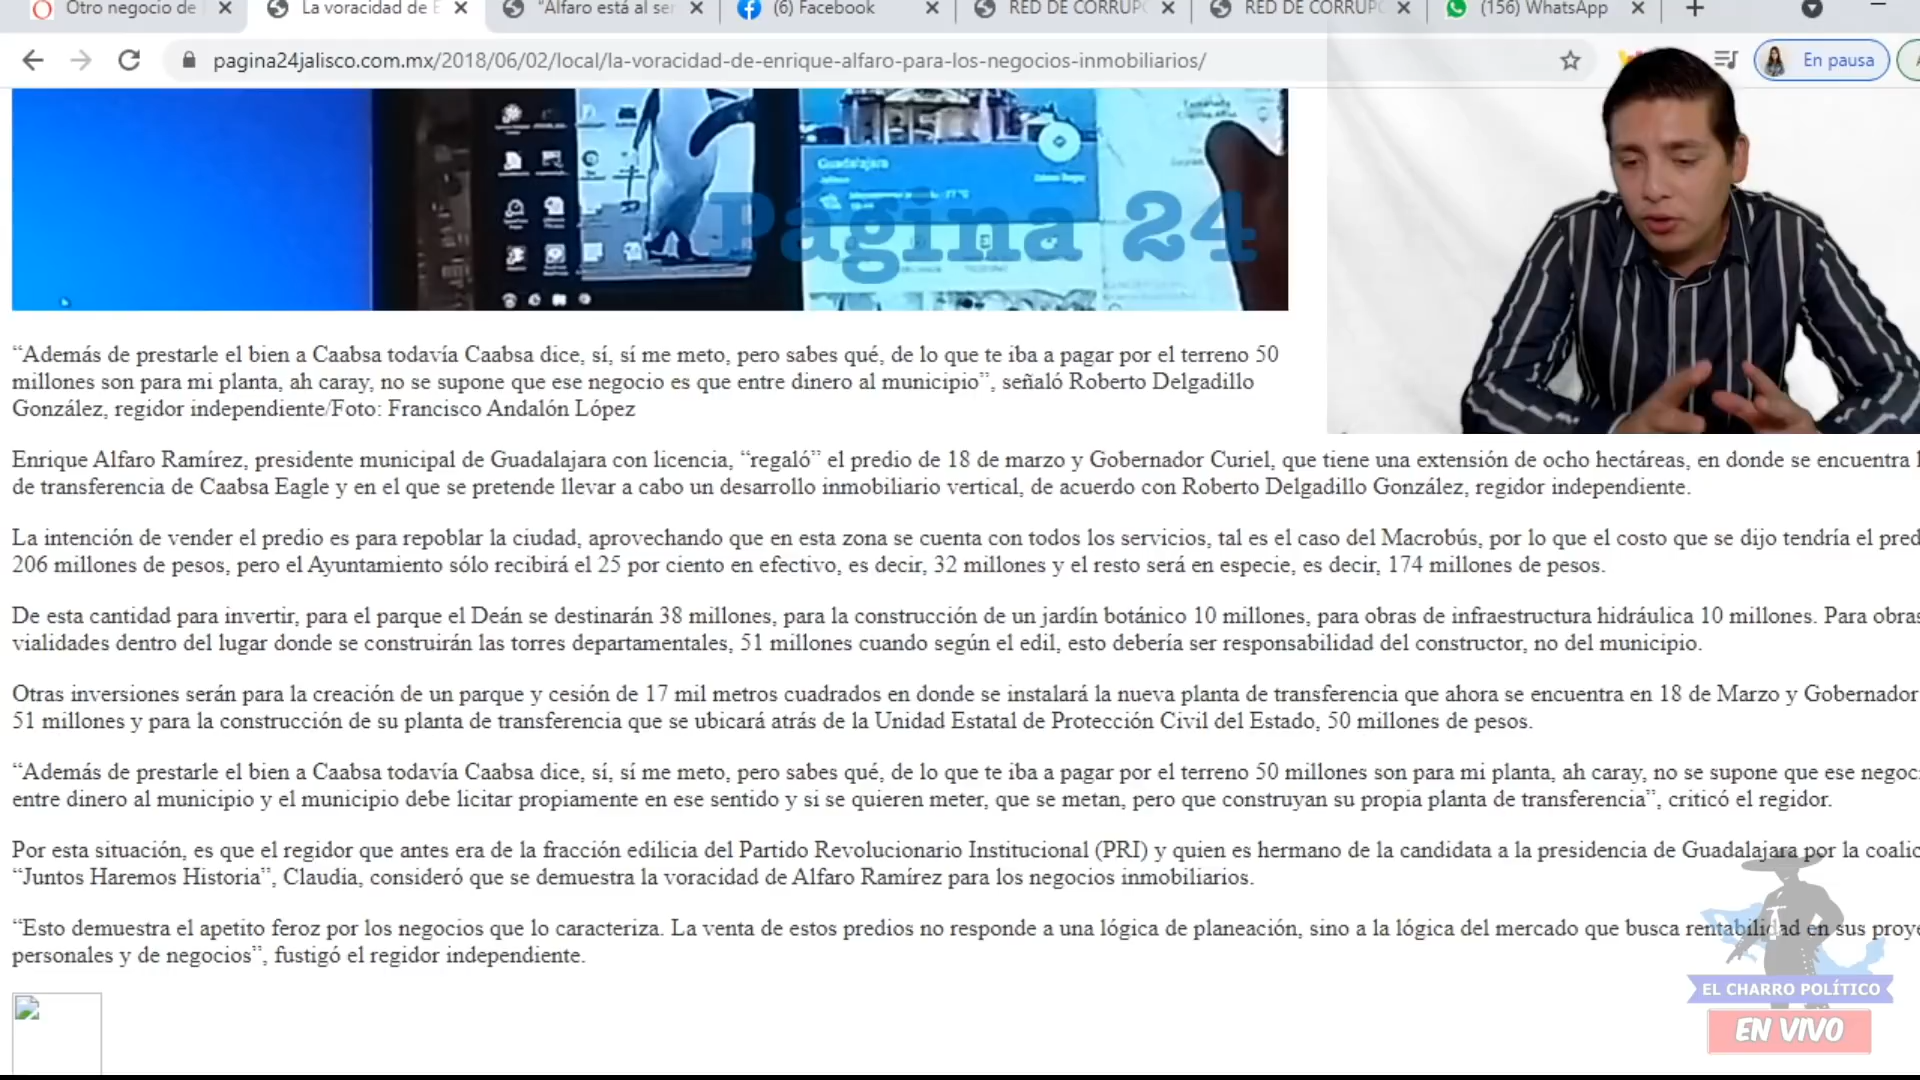 Otro negocio de
La voracidad de E
"Alfaro está al ser
(6) Facebook
RED DE CORRUPC
RED DE CORRUPC
(156) WhatsApp
pagina24jalisco.com.mx/2018/06/02/local/la-voracidad-de-enrique-alfaro-para-los-negocios-inmobiliarios/
En pausa
Guadalajara
Página 24
“Además de prestarle el bien a Caabsa todavía Caabsa dice, sí, sí me meto, pero sabes qué, de lo que te iba a pagar por el terreno 50
millones son para mi planta, ah caray, no se supone que ese negocio es que entre dinero al municipio”, señaló Roberto Delgadillo
González, regidor independiente/Foto: Francisco Andalón López
Enrique Alfaro Ramírez, presidente municipal de Guadalajara con licencia, “regaló” el predio de 18 de marzo y Gobernador Curiel, que tiene una extensión de ocho hectáreas, en donde se encuentra
de transferencia de Caabsa Eagle y en el que se pretende llevar a cabo un desarrollo inmobiliario vertical, de acuerdo con Roberto Delgadillo González, regidor independiente.
La intención de vender el predio es para repoblar la ciudad, aprovechando que en esta zona se cuenta con todos los servicios, tal es el caso del Macrobús, por lo que el costo que se dijo tendría el pred
206 millones de pesos, pero el Ayuntamiento sólo recibirá el 25 por ciento en efectivo, es decir, 32 millones y el resto será en especie, es decir, 174 millones de pesos.
De esta cantidad para invertir, para el parque el Deán se destinarán 38 millones, para la construcción de un jardín botánico 10 millones, para obras de infraestructura hidráulica 10 millones. Para obras
vialidades dentro del lugar donde se construirán las torres departamentales, 51 millones cuando según el edil, esto debería ser responsabilidad del constructor, no del municipio.
Otras inversiones serán para la creación de un parque y cesión de 17 mil metros cuadrados en donde se instalará la nueva planta de transferencia que ahora se encuentra en 18 de Marzo y Gobernador
51 millones y para la construcción de su planta de transferencia que se ubicará atrás de la Unidad Estatal de Protección Civil del Estado, 50 millones de pesos.
“Además de prestarle el bien a Caabsa todavía Caabsa dice, sí, sí me meto, pero sabes qué, de lo que te iba a pagar por el terreno 50 millones son para mi planta, ah caray, no se supone que ese negoc
entre dinero al municipio y el municipio debe licitar propiamente en ese sentido y si se quieren meter, que se metan, pero que construyan su propia planta de transferencia”, criticó el regidor.
Por esta situación, es que el regidor que antes era de la fracción edilicia del Partido Revolucionario Institucional (PRI) y quien es hermano de la candidata a la presidencia de Guadalajara por la coalic
“Juntos Haremos Historia”, Claudia, consideró que se demuestra la voracidad de Alfaro Ramírez para los negocios inmobiliarios.
“Esto demuestra el apetito feroz por los negocios que lo caracteriza. La venta de estos predios no responde a una lógica de planeación, sino a la lógica del mercado que busca rentabilidad en sus proye
personales y de negocios”, fustigó el regidor independiente.
EL CHARRO POLÍTICO
EN VIVO